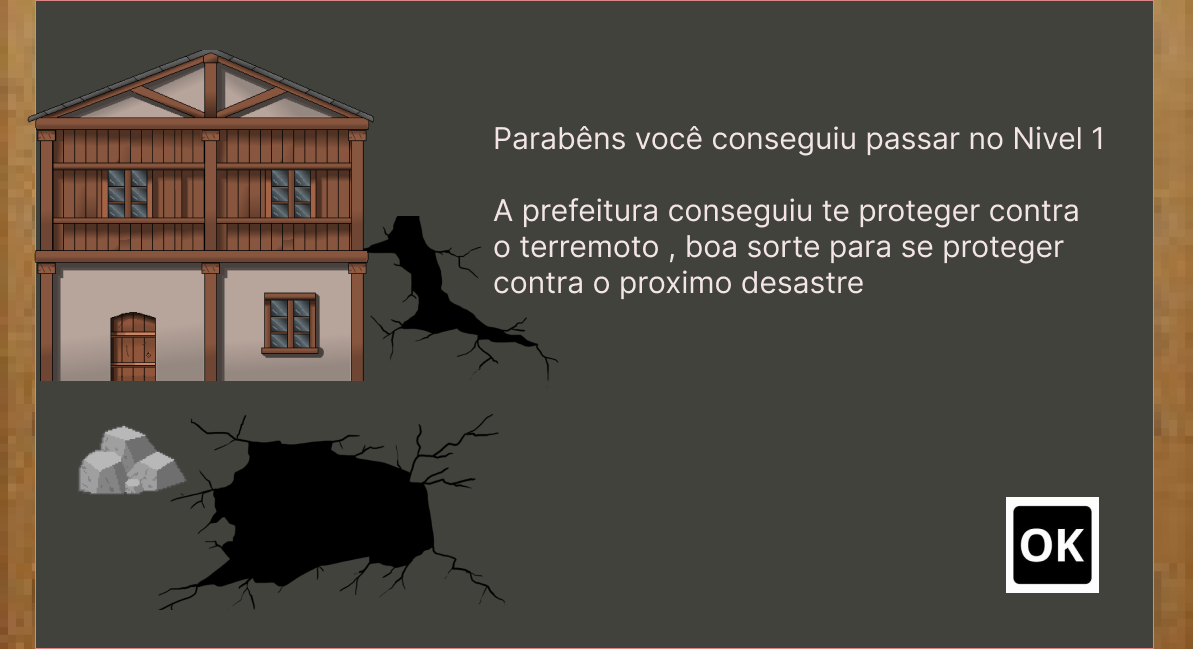 Parabêns você conseguiu passar no Nivel 1
A prefeitura conseguiu te proteger contra
o terremoto , boa sorte para se proteger
contra o proximo desastre
OK